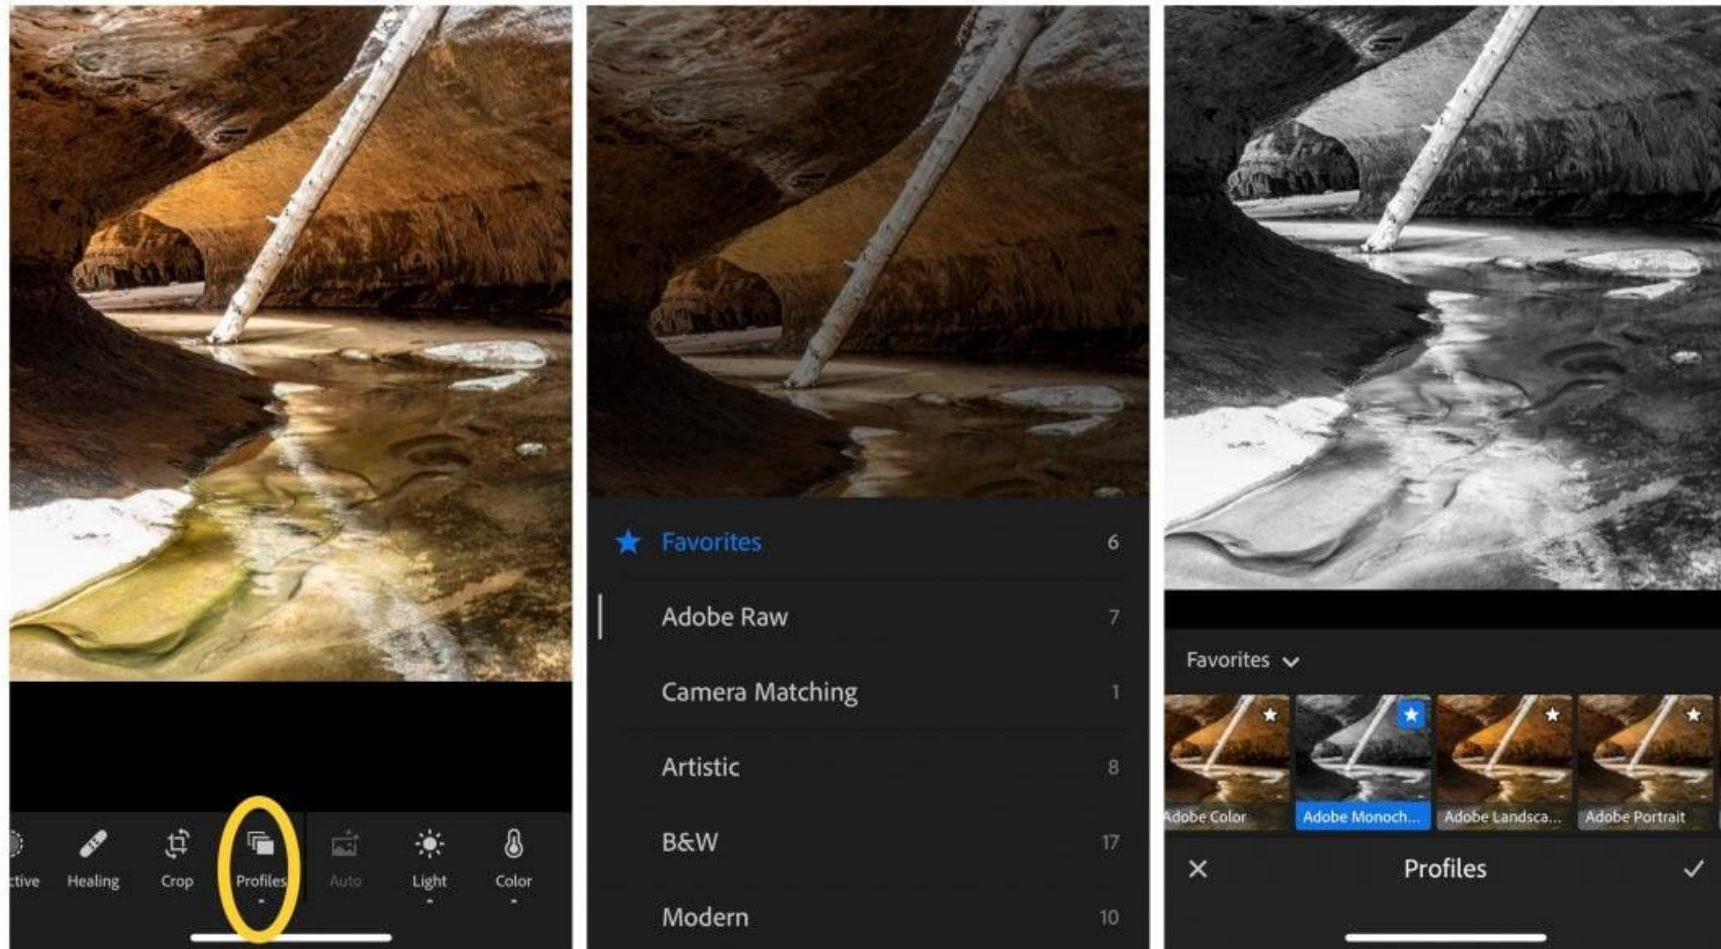 ctive Healing Crop Profiles Auto Light Color
Favorites 6
Adobe Raw 7
Camera Matching 1
Artistic 8
B&W 17
Modern 10
Favorites
Adobe Color Adobe Monoch... Adobe Landsca... Adobe Portrait
Profiles